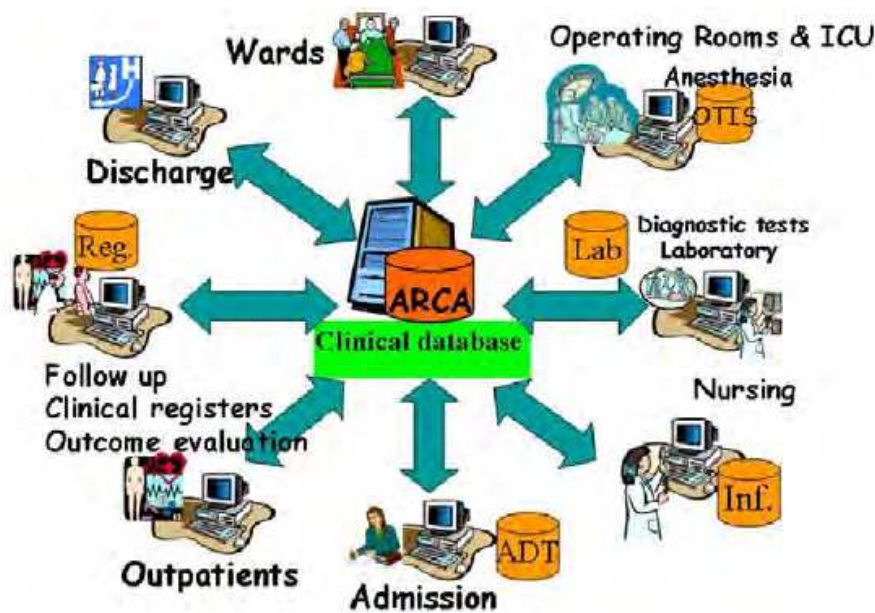 Wards
Operating Rooms & ICU
Anesthesia
OTIS
H
Discharge
Reg.
Lab
Diagnostic tests
Laboratory
ARCA
Clinical database
Follow up
Clinical registers
Outcome evaluation
Nursing
Inf.
Outpatients
ADT
Admission